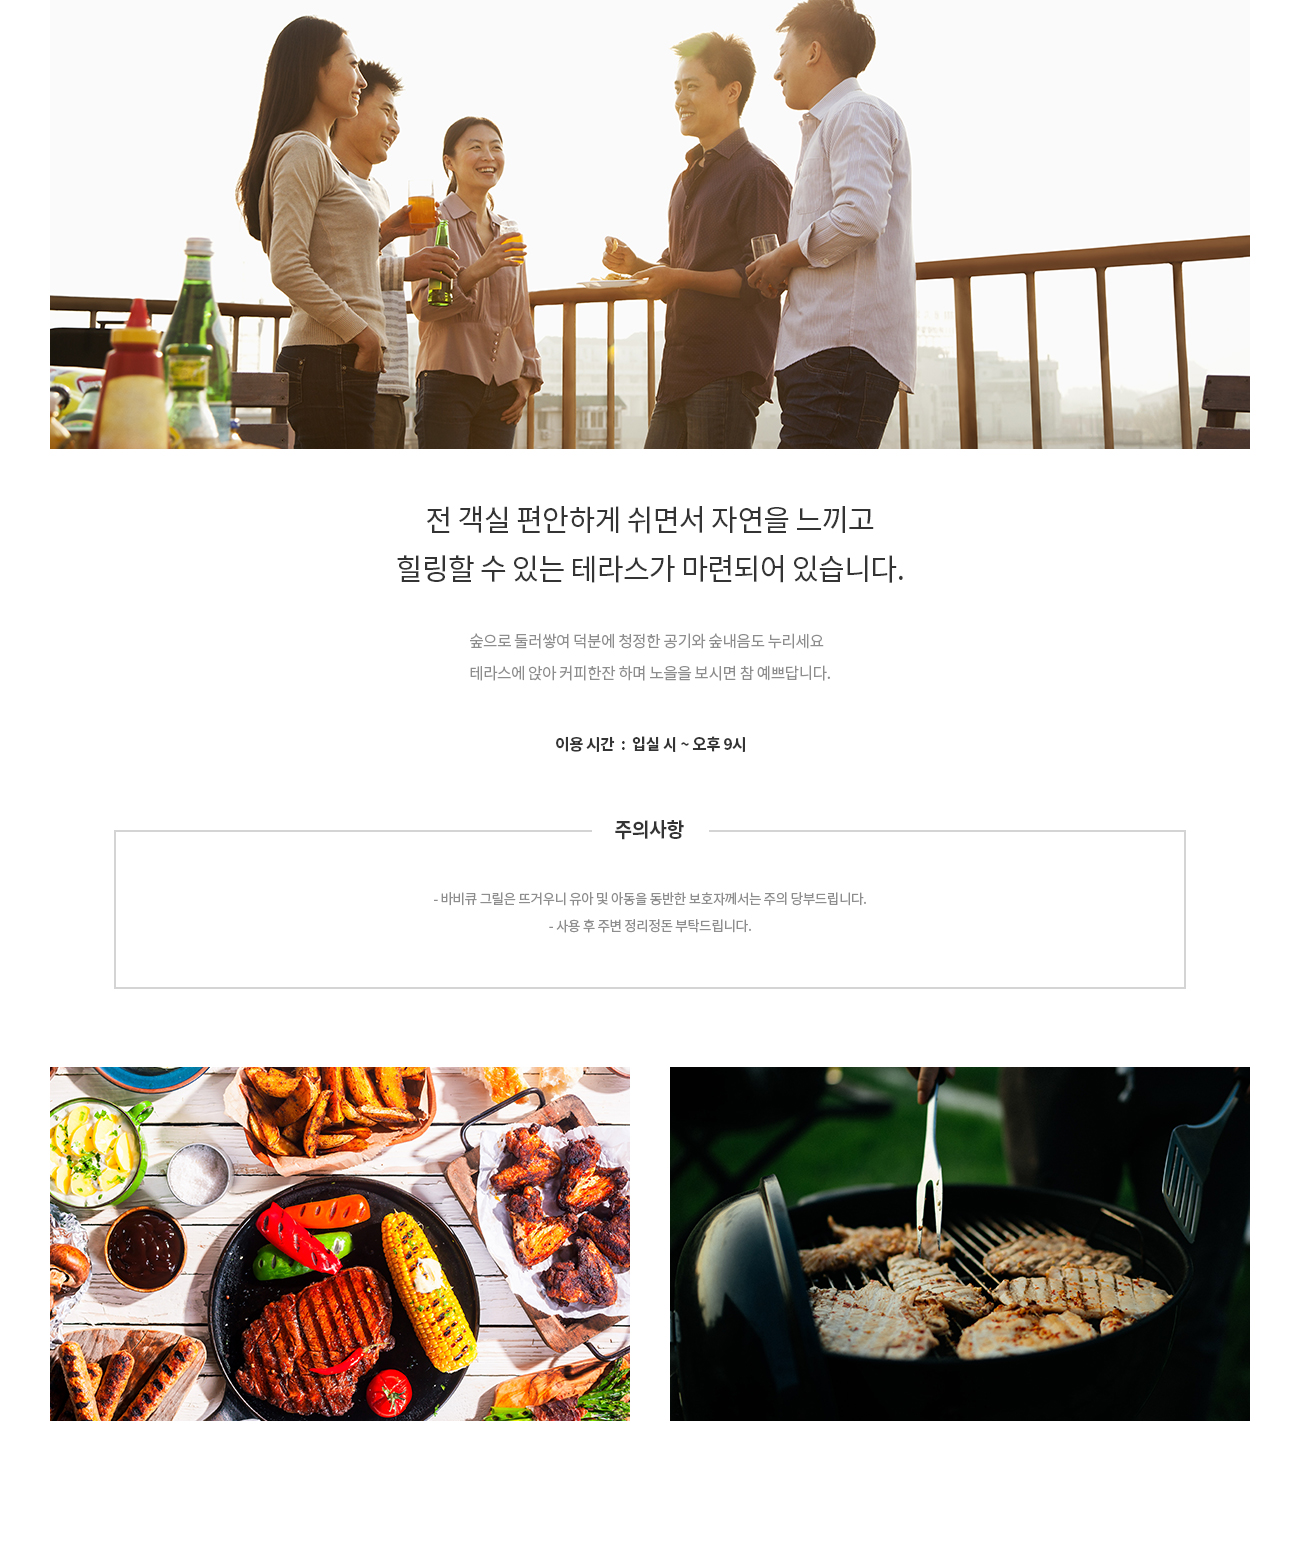 전 객실 편안하게 쉬면서 자연을 느끼고
힐링할 수 있는 테라스가 마련되어 있습니다.
숲으로 둘러쌓여 덕분에 청정한 공기와 숲내음도 누리세요
테라스에 앉아 커피한잔 하며 노을을 보시면 참 예쁘답니다.
이용 시간 : 입실 시 ~ 오후 9시
주의사항
- 바비큐 그릴은 뜨거우니 유아 및 아동을 동반한 보호자께서는 주의 당부드립니다.
- 사용 후 주변 정리정돈 부탁드립니다.